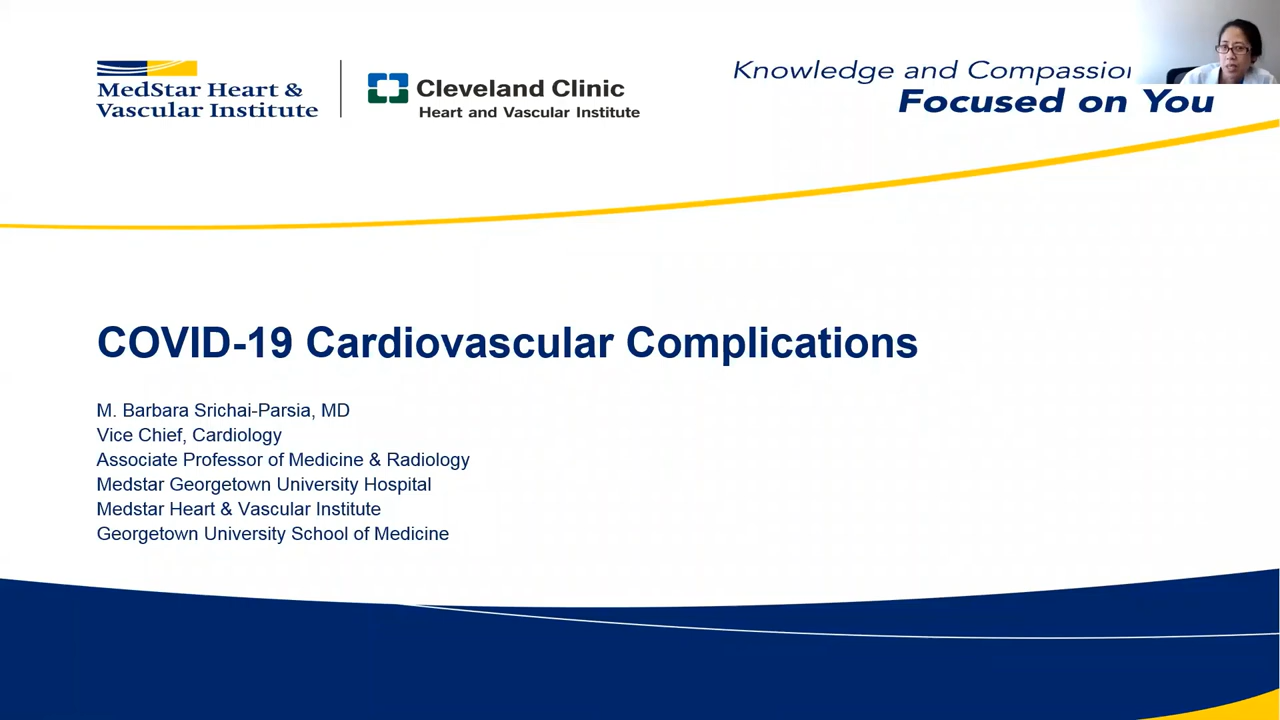 MedStar Heart &
Vascular Institute
Cleveland Clinic
Heart and Vascular Institute
Knowledge and Compassion
Focused on You
COVID-19 Cardiovascular Complications
M. Barbara Srichai-Parsia, MD
Vice Chief, Cardiology
Associate Professor of Medicine & Radiology
Medstar Georgetown University Hospital
Medstar Heart & Vascular Institute
Georgetown University School of Medicine